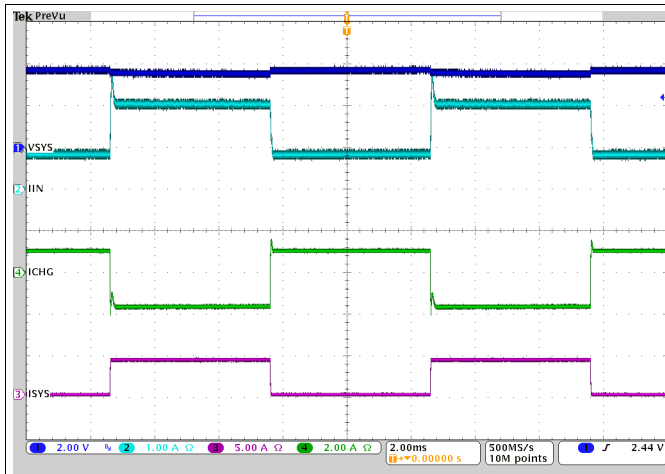 Tek PreVu
T
T
1 VSYS
2 IIN
4 ICHG
3 ISYS
1 2.00 V BW 2 1.00 A Ω 3 5.00 A Ω 4 2.00 A Ω 2.00ms 500MS/s 1 2.44 V
T→▼0.00000 s 10M points